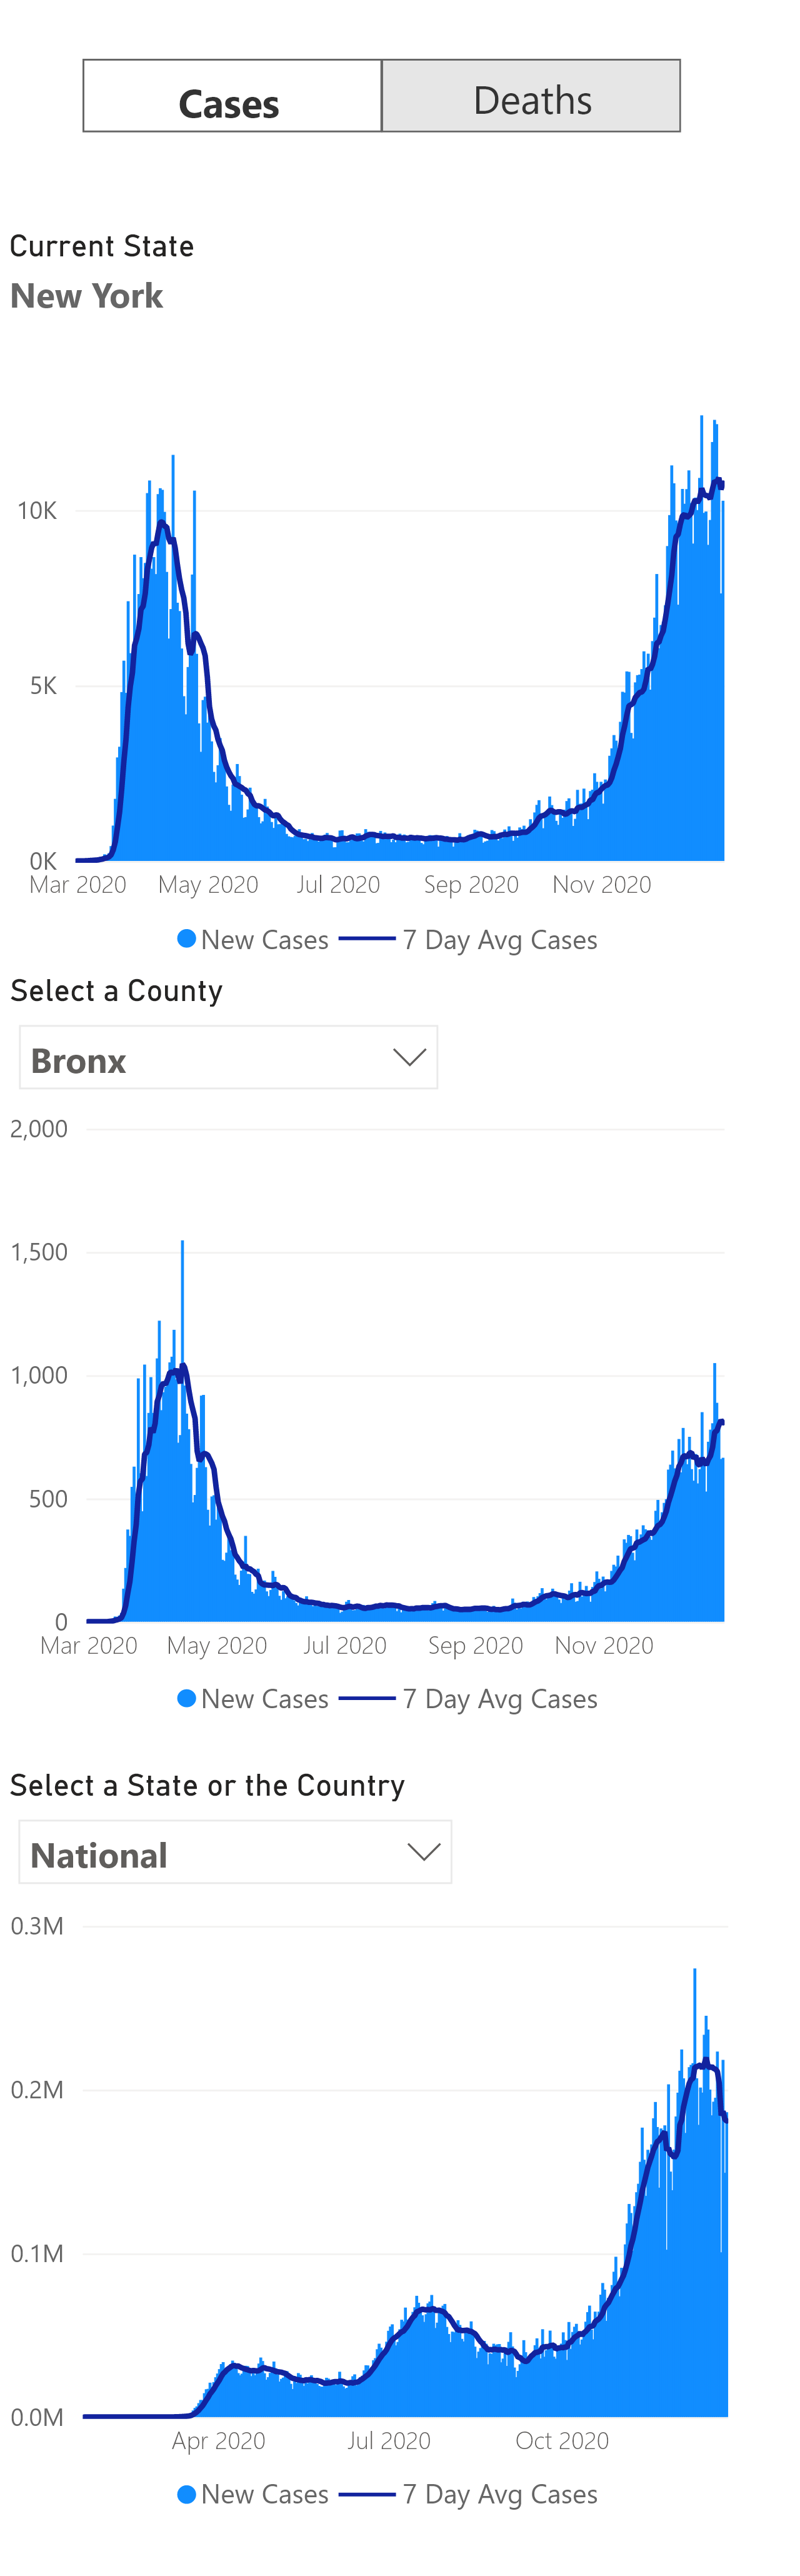 Cases Deaths
Current State
New York
10K
5K
0K
Mar 2020 May 2020 Jul 2020 Sep 2020 Nov 2020
New Cases 7 Day Avg Cases
Select a County
Bronx
2,000
1,500
1,000
500
0
Mar 2020 May 2020 Jul 2020 Sep 2020 Nov 2020
New Cases 7 Day Avg Cases
Select a State or the Country
National
0.3M
0.2M
0.1M
0.0M
Apr 2020 Jul 2020 Oct 2020
New Cases 7 Day Avg Cases